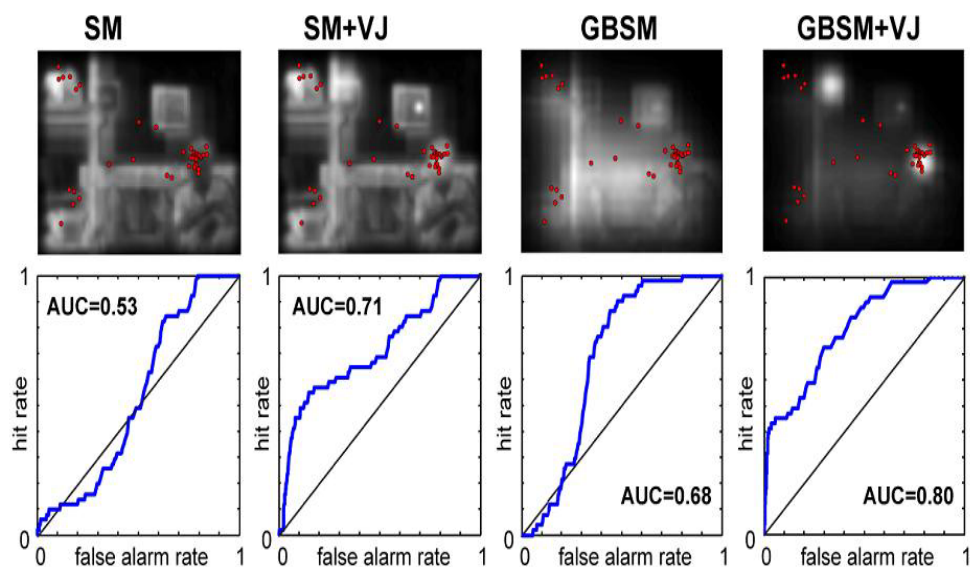 SM
SM+VJ
GBSM
GBSM+VJ
1
AUC=0.53
hit rate
0
0
false alarm rate
1
1
AUC=0.71
hit rate
0
0
false alarm rate
1
1
hit rate
AUC=0.68
0
0
false alarm rate
1
1
hit rate
AUC=0.80
0
0
false alarm rate
1